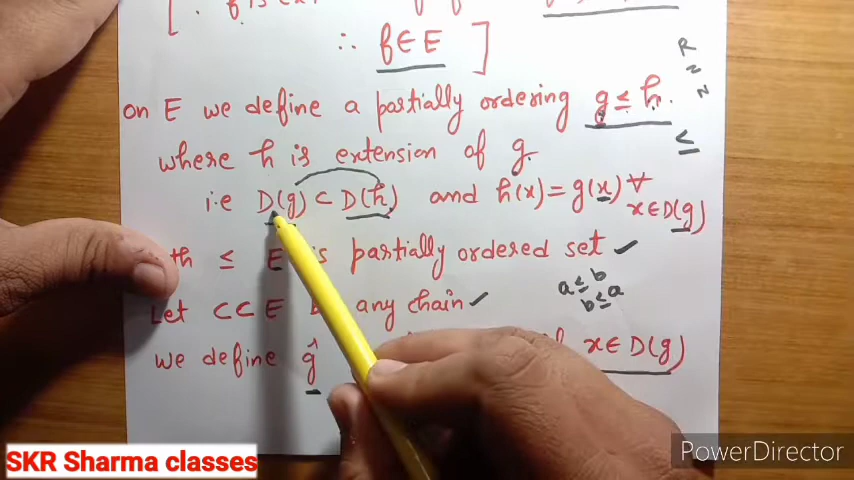 ∴ f ∈ E ]
on E we define a partially ordering g ≤ h.
where h is extension of g
i.e D(g) ⊂ D(h) and h(x) = g(x) ∀ x ∈ D(g)
th ≤ E is partially ordered set ✓
Let C ⊂ E any chain ✓
we define ĝ x ∈ D(g)
R
≤
a ≤ b
b ≤ a
SKR Sharma classes
PowerDirector